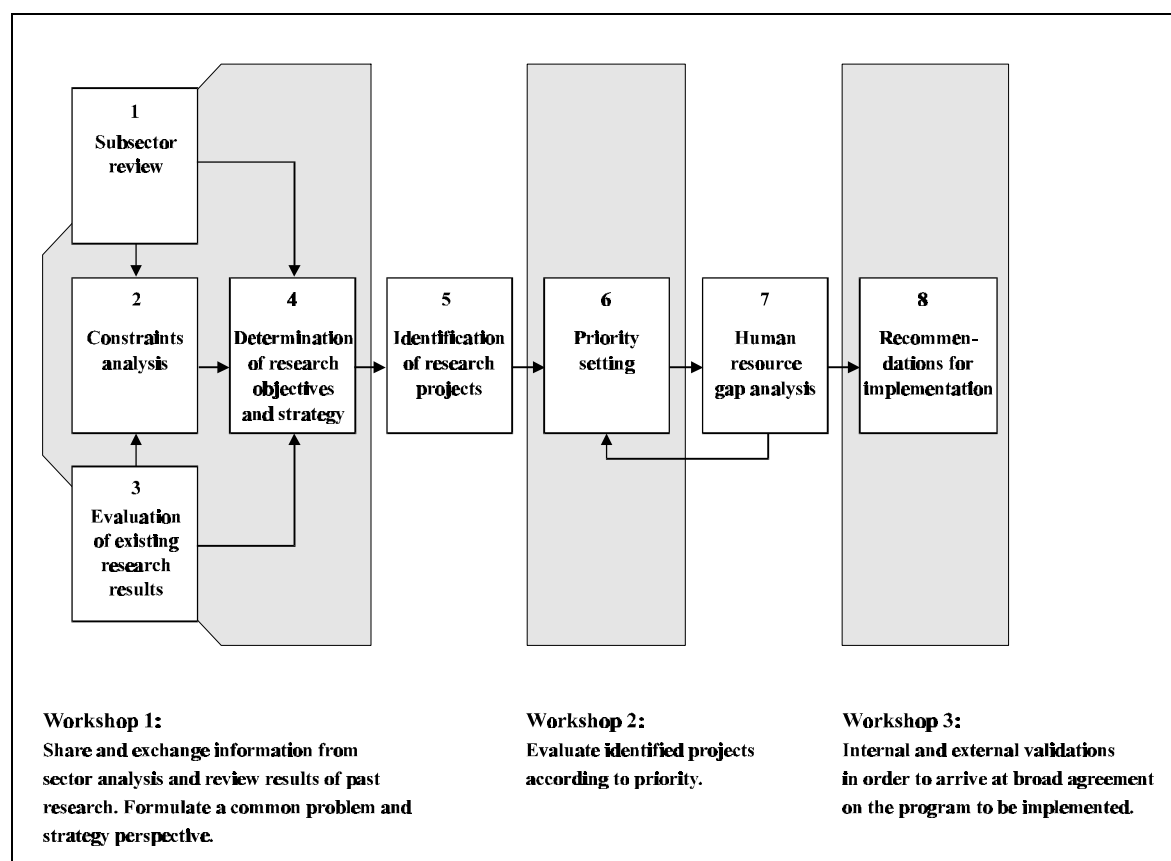 1
Subsector
review
2
Constraints
analysis
3
Evaluation
of existing
research
results
4
Determination
of research
objectives
and strategy
5
Identification
of research
projects
6
Priority
setting
7
Human
resource
gap analysis
8
Recommen-
dations for
implementation
Workshop 1:
Share and exchange information from
sector analysis and review results of past
research. Formulate a common problem and
strategy perspective.
Workshop 2:
Evaluate identified projects
according to priority.
Workshop 3:
Internal and external validations
in order to arrive at broad agreement
on the program to be implemented.